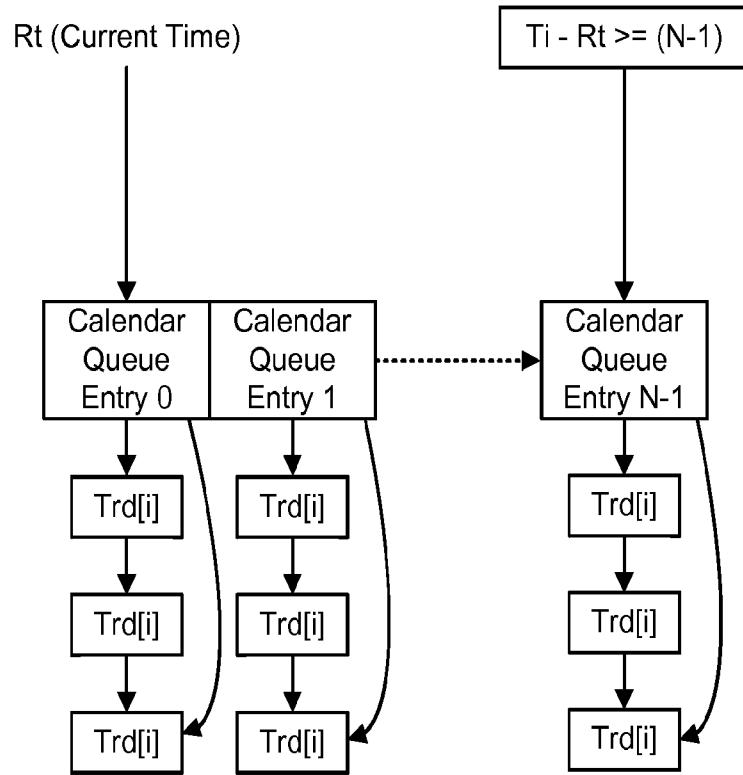 Rt (Current Time)
Ti - Rt >= (N-1)
Calendar
Queue
Entry 0
Calendar
Queue
Entry 1
Calendar
Queue
Entry N-1
Trd[i]
Trd[i]
Trd[i]
Trd[i]
Trd[i]
Trd[i]
Trd[i]
Trd[i]
Trd[i]